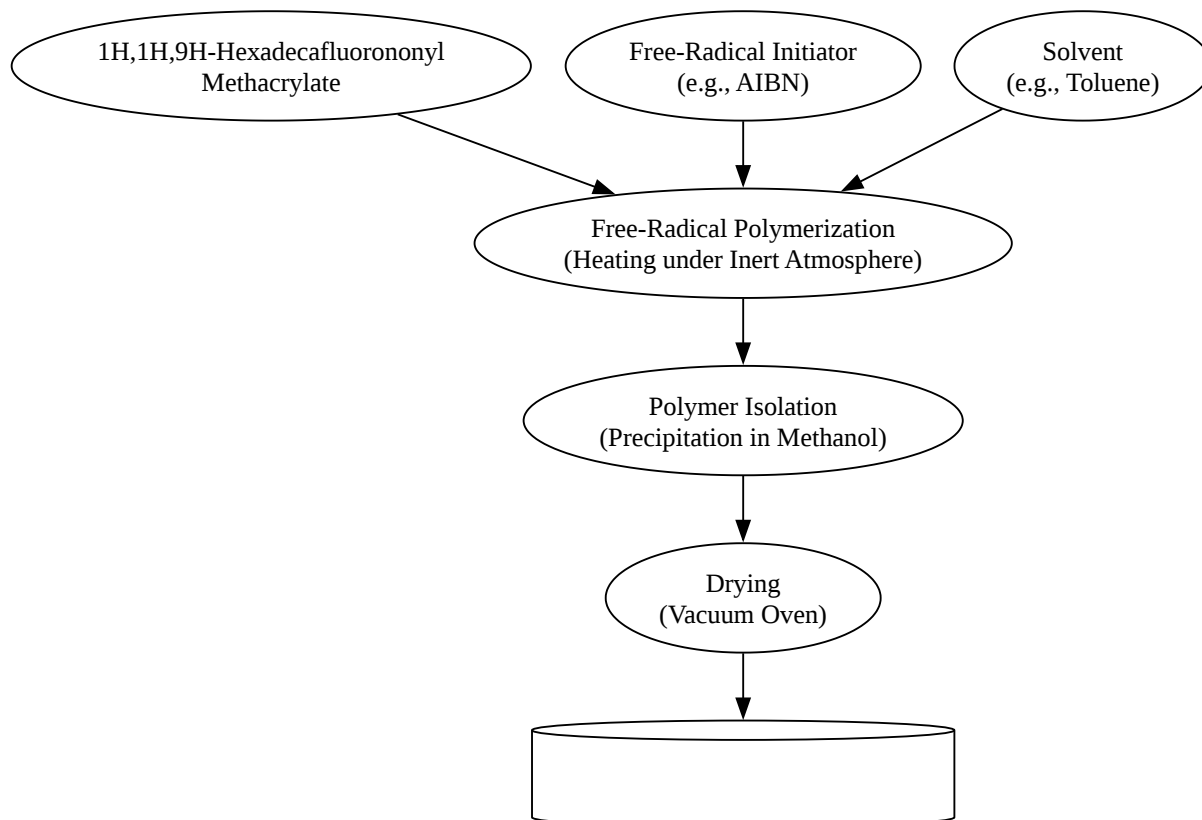 1H,1H,9H-Hexadecafluorononyl
Methacrylate
Free-Radical Initiator
(e.g., AIBN)
Solvent
(e.g., Toluene)
Free-Radical Polymerization
(Heating under Inert Atmosphere)
Polymer Isolation
(Precipitation in Methanol)
Drying
(Vacuum Oven)